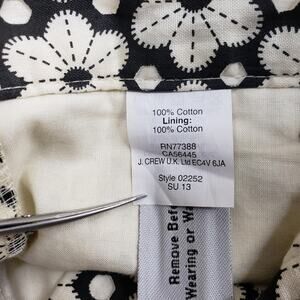 100% Cotton
Lining:
100% Cotton
RN77388
CA56445
J. CREW U.K. Ltd EC4V 6JA
Style 02252
SU 13
Remove Bef
Wearing or Wa